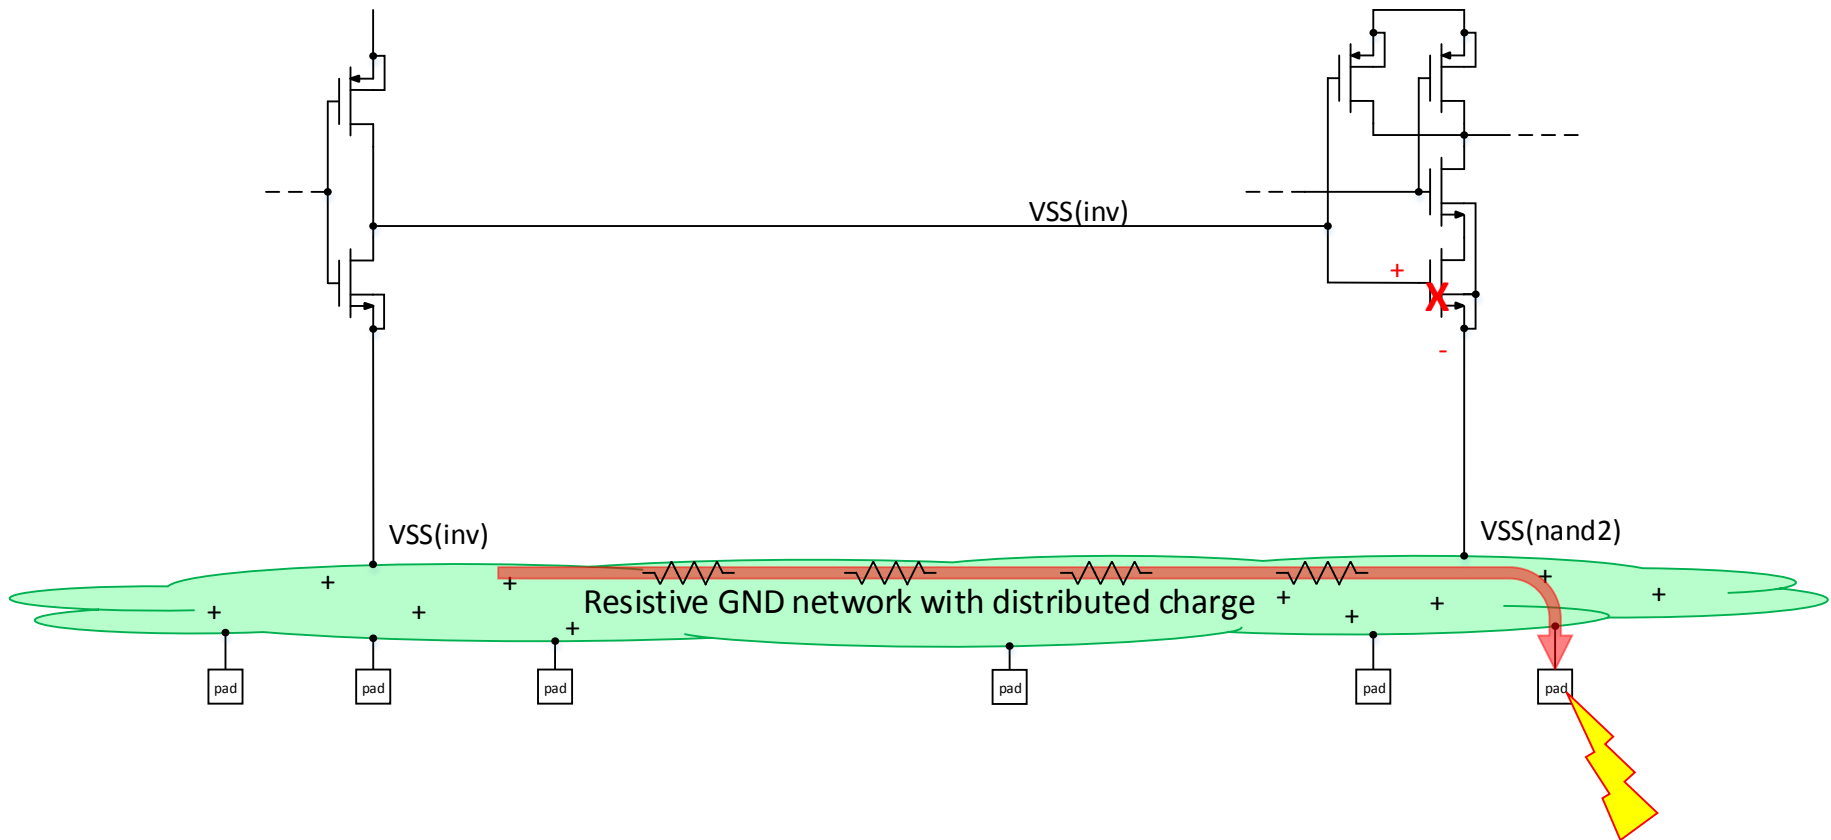 VSS(inv)
+
-
VSS(inv)
VSS(nand2)
+
+
+
+
+
Resistive GND network with distributed charge
+
+
+
+
+
+
pad
pad
pad
pad
pad
pad